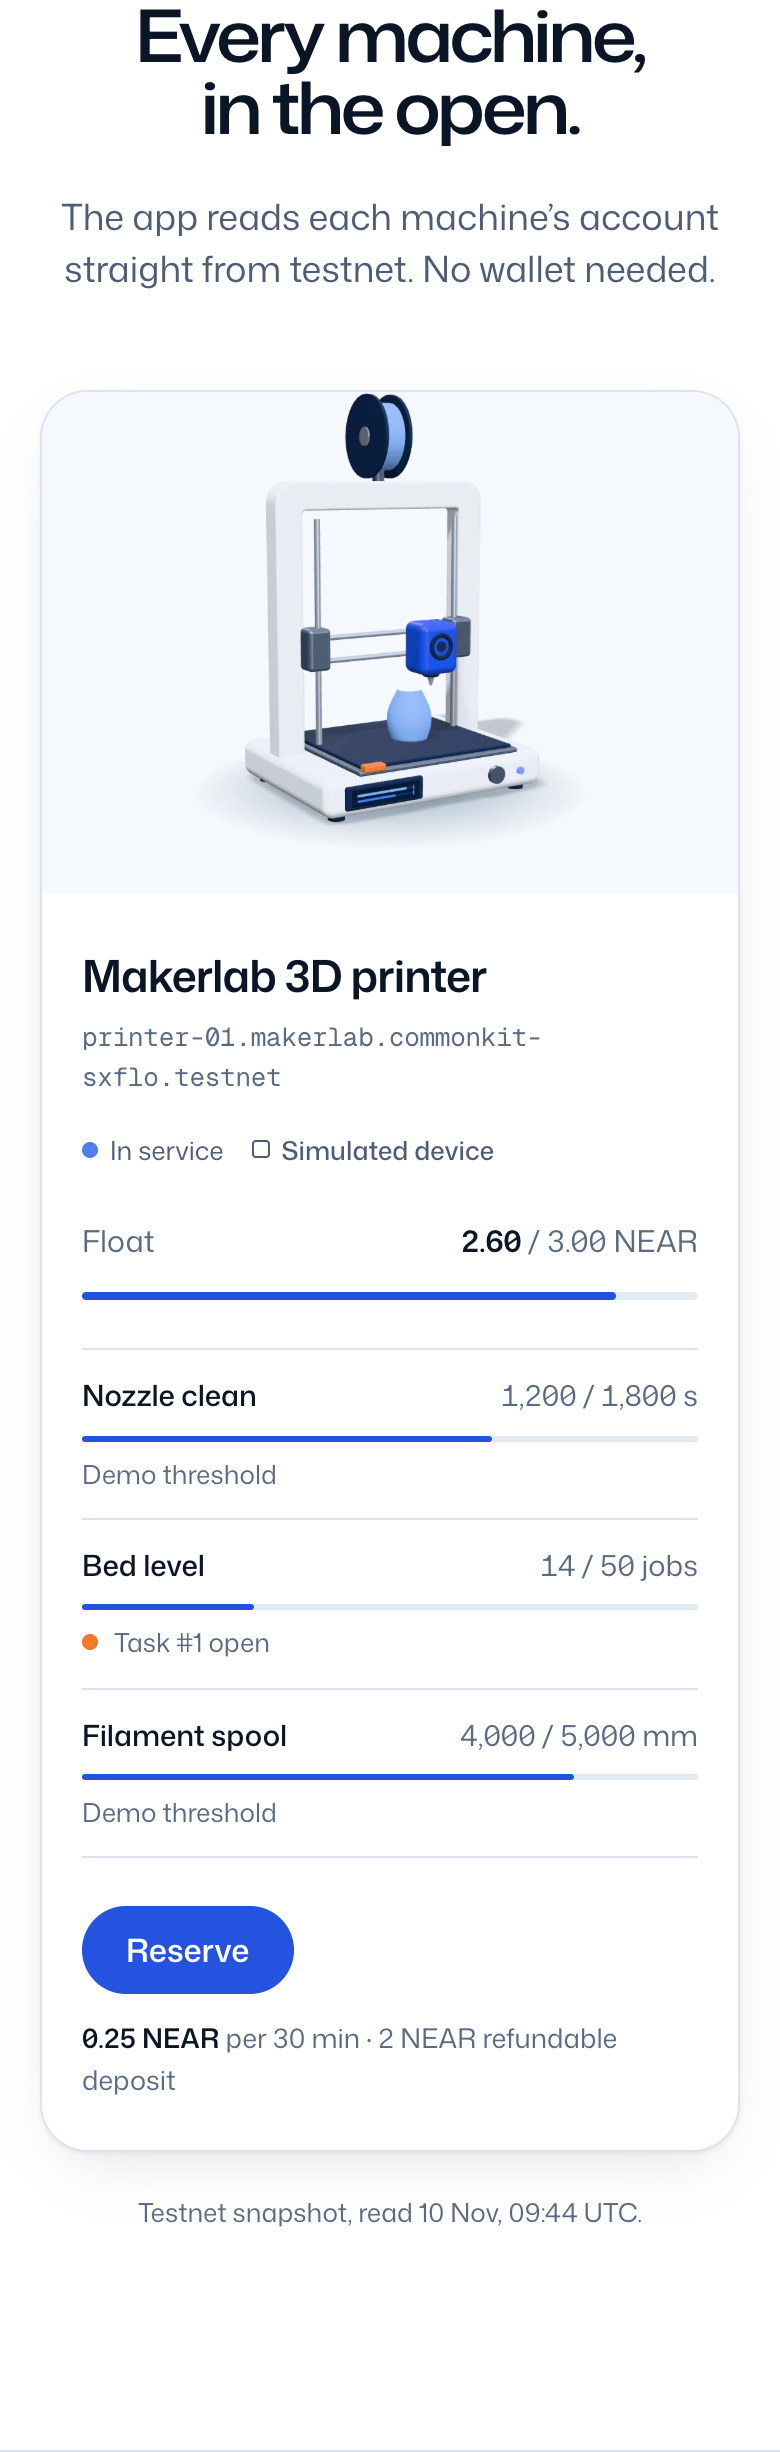 Every machine,
in the open.
The app reads each machine’s account
straight from testnet. No wallet needed.
Makerlab 3D printer
printer-01.makerlab.commonkit-
sxflo.testnet
In service Simulated device
Float 2.60 / 3.00 NEAR
Nozzle clean 1,200 / 1,800 s
Demo threshold
Bed level 14 / 50 jobs
Task #1 open
Filament spool 4,000 / 5,000 mm
Demo threshold
Reserve
0.25 NEAR per 30 min · 2 NEAR refundable
deposit
Testnet snapshot, read 10 Nov, 09:44 UTC.